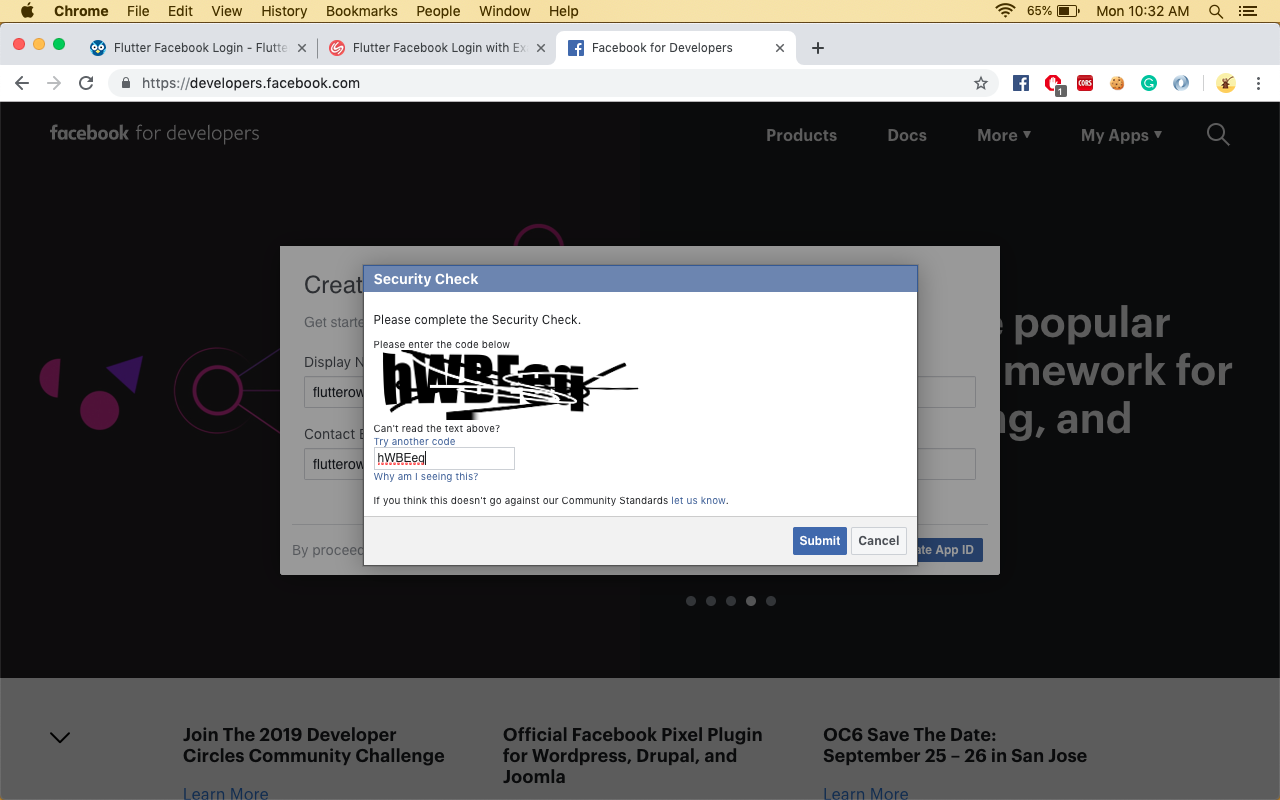 Chrome File Edit View History Bookmarks People Window Help 65% Mon 10:32 AM
Flutter Facebook Login - Flutte Flutter Facebook Login with Ex Facebook for Developers
https://developers.facebook.com
1 CORS
facebook for developers Products Docs More My Apps
Creat
Get starte
Display N
flutterow
Contact E
flutterow
By proceed
ate App ID
Security Check
Please complete the Security Check.
Please enter the code below
Can't read the text above?
Try another code
hWBEeq
Why am I seeing this?
If you think this doesn't go against our Community Standards let us know.
Submit Cancel
e popular
mework for
ng, and
Join The 2019 Developer
Circles Community Challenge
Learn More
Official Facebook Pixel Plugin
for Wordpress, Drupal, and
Joomla
OC6 Save The Date:
September 25 – 26 in San Jose
Learn More